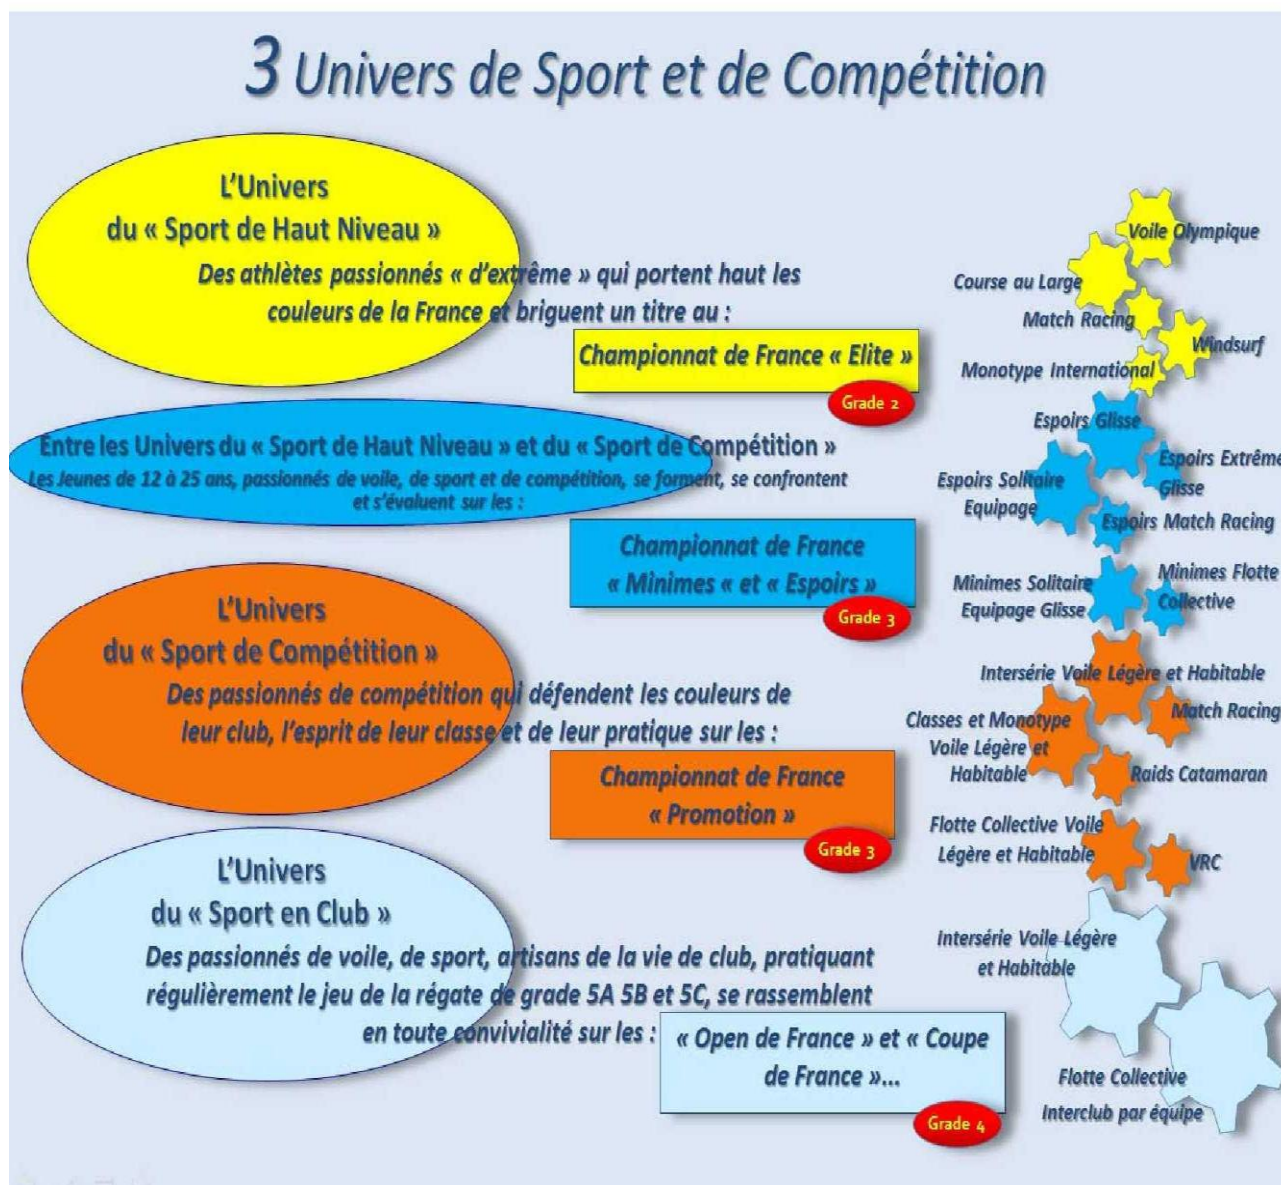 3 Univers de Sport et de Compétition
L'Univers
du « Sport de Haut Niveau »
Des athlètes passionnés « d'extrême » qui portent haut les
couleurs de la France et briguent un titre au :
Championnat de France « Elite »
Grade 2
Entre les Univers du « Sport de Haut Niveau » et du « Sport de Compétition »
Les Jeunes de 12 à 25 ans, passionnés de voile, de sport et de compétition, se forment, se confrontent
et s'évaluent sur les :
Championnat de France
« Minimes « et « Espoirs »
Grade 3
L'Univers
du « Sport de Compétition »
Des passionnés de compétition qui défendent les couleurs de
leur club, l'esprit de leur classe et de leur pratique sur les :
Championnat de France
« Promotion »
Grade 3
L'Univers
du « Sport en Club »
Des passionnés de voile, de sport, artisans de la vie de club, pratiquant
régulièrement le jeu de la régate de grade 5A 5B et 5C, se rassemblent
en toute convivialité sur les :
« Open de France » et « Coupe
de France »...
Grade 4
Voile Olympique
Course au Large
Match Racing
Windsurf
Monotype International
Espoirs Glisse
Espoirs Extrême
Glisse
Espoirs Solitaire
Equipage
Espoirs Match Racing
Minimes Solitaire
Equipage Glisse
Minimes Flotte
Collective
Intersérie Voile Légère et Habitable
Match Racing
Classes et Monotype
Voile Légère et
Habitable
Raids Catamaran
Flotte Collective Voile
Légère et Habitable
VRC
Intersérie Voile Légère
et Habitable
Flotte Collective
Interclub par équipe